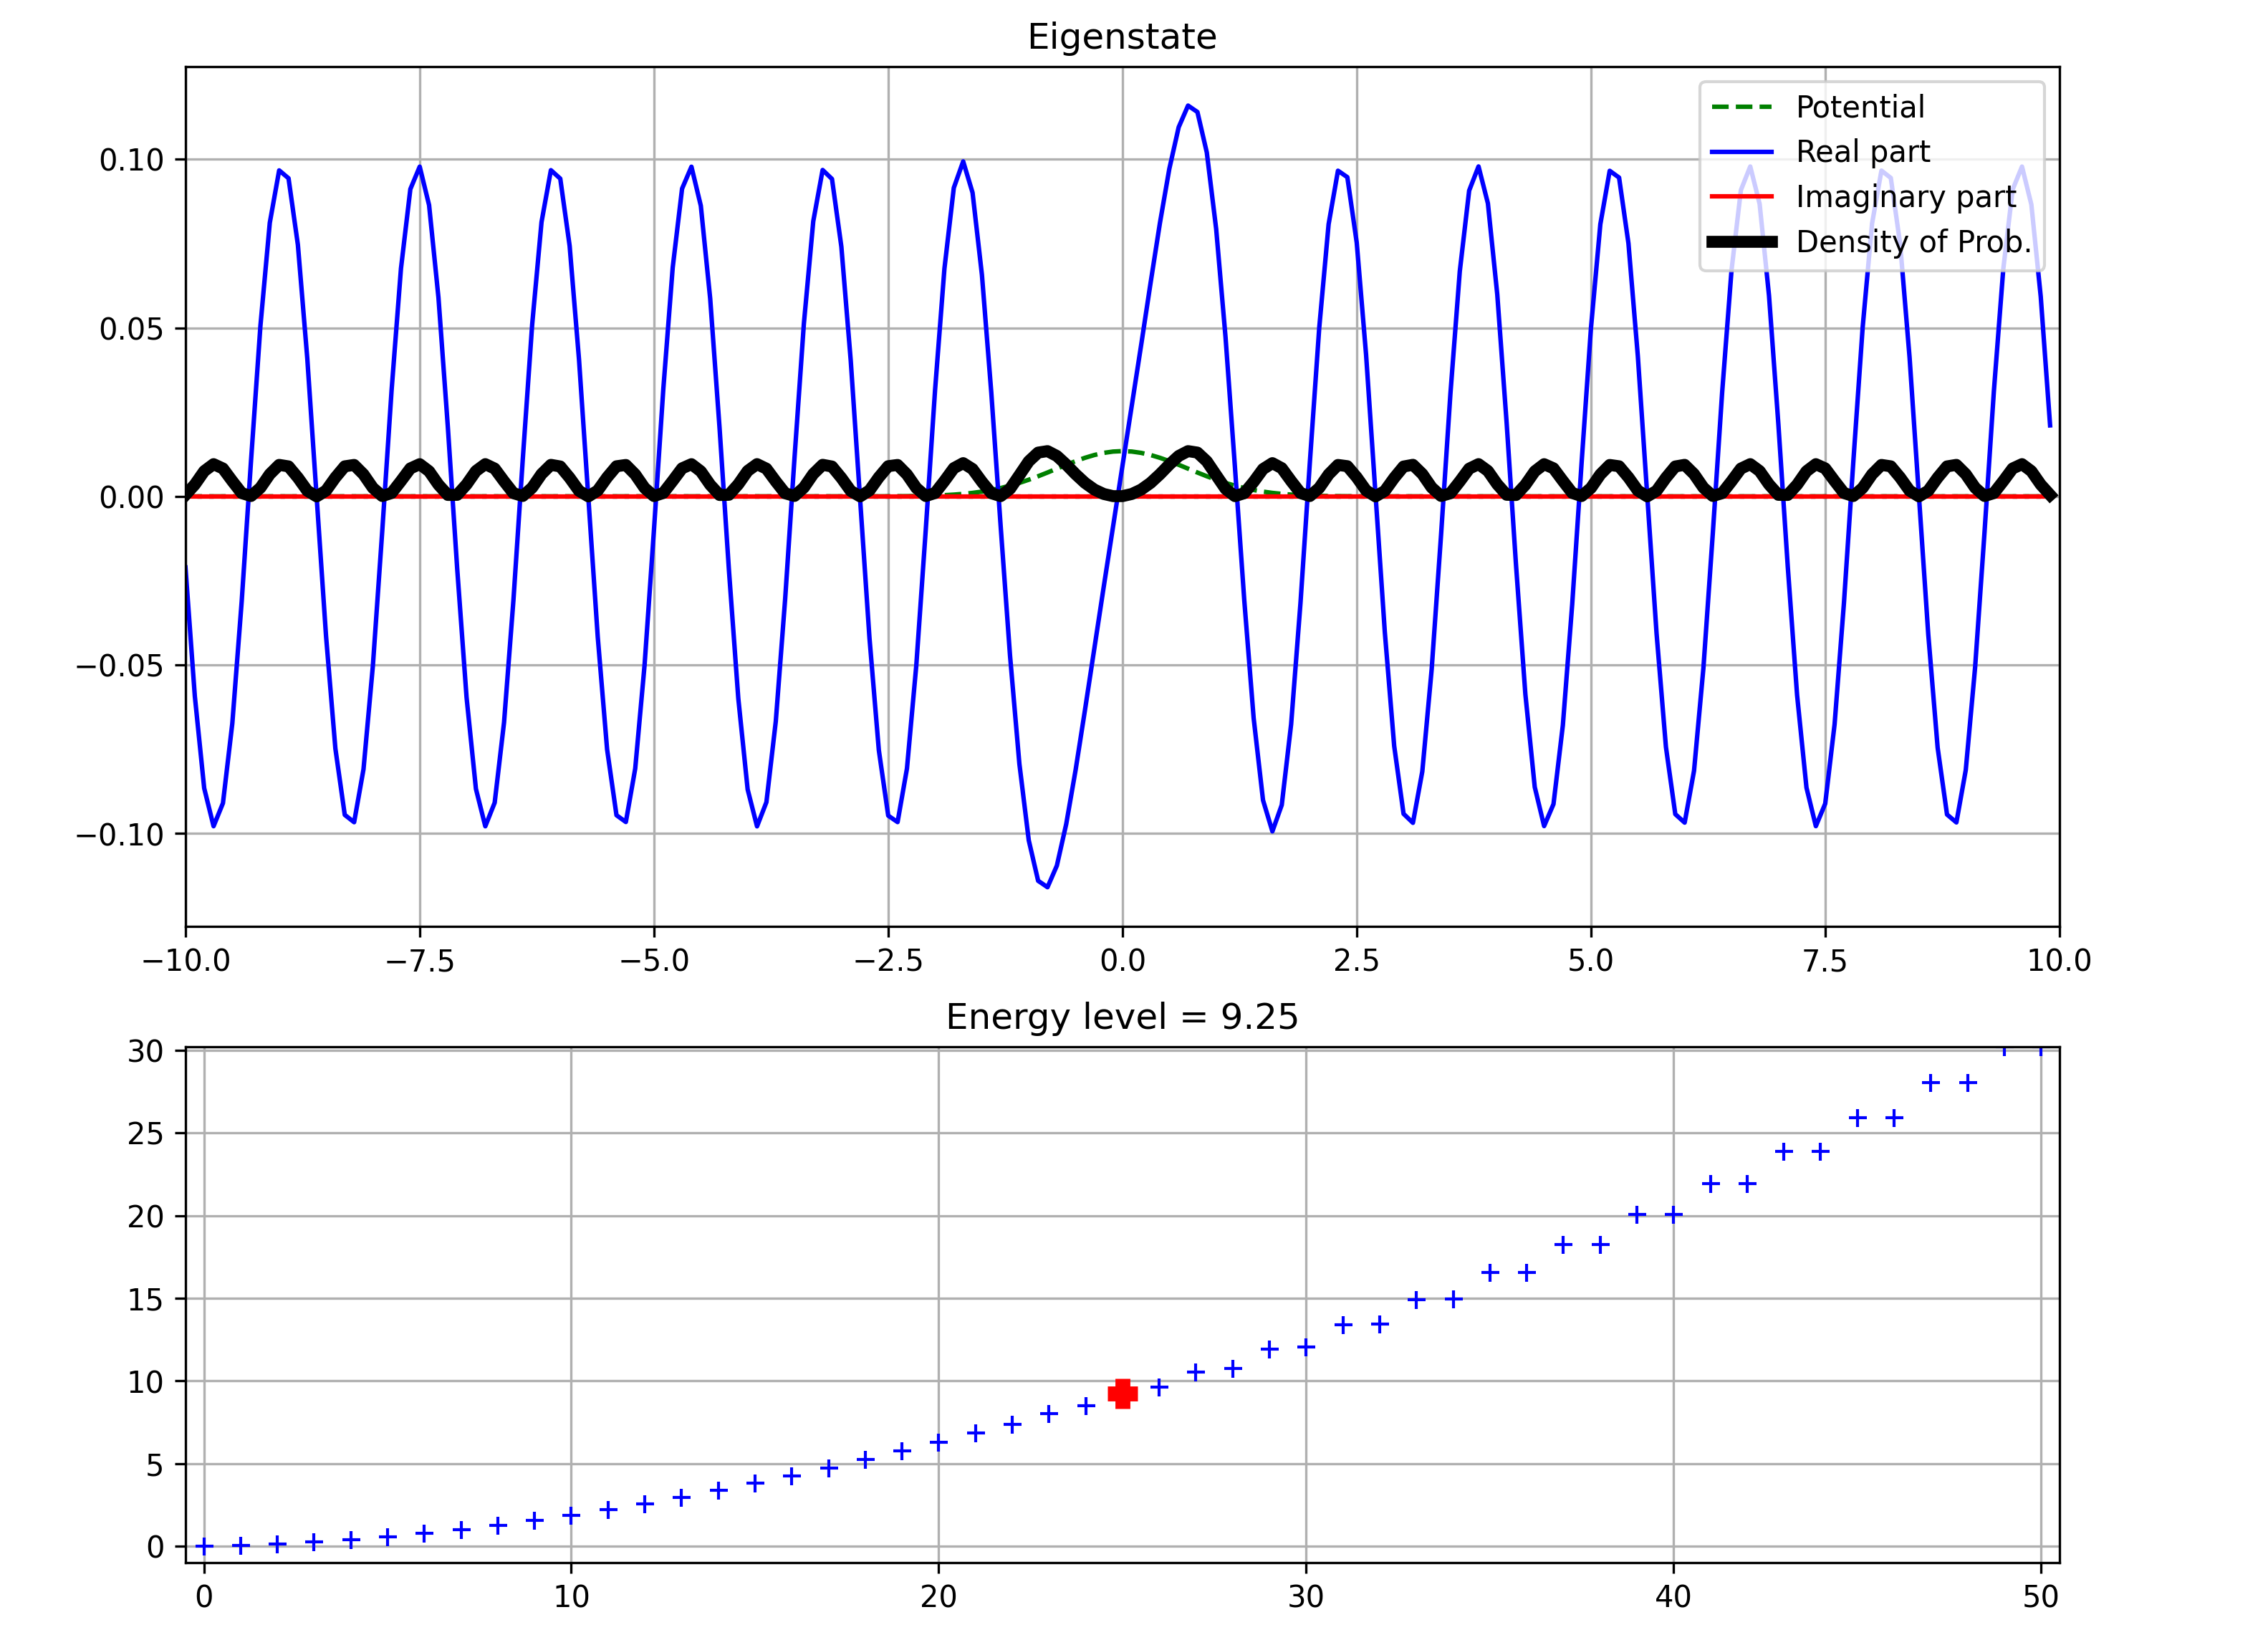 Eigenstate
Potential
Real part
Imaginary part
Density of Prob.
0.10
0.05
0.00
−0.05
−0.10
−10.0 −7.5 −5.0 −2.5 0.0 2.5 5.0 7.5 10.0
Energy level = 9.25
30
25
20
15
10
5
0
0 10 20 30 40 50